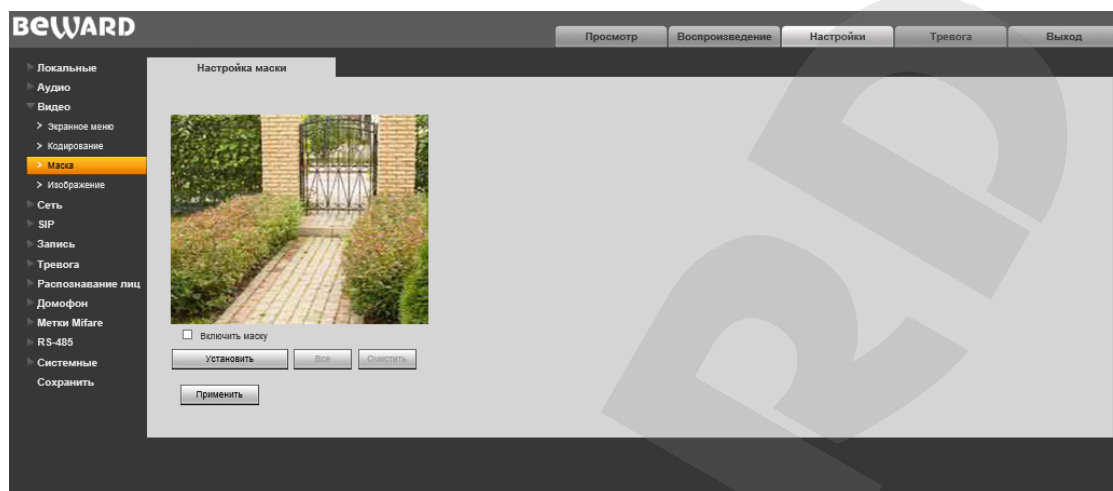 BEWARD
Просмотр Воспроизведение Настройки Тревога Выход
Локальные
Аудио
Видео
> Экранное меню
> Кодирование
> Маска
> Изображение
Сеть
SIP
Запись
Тревога
Распознавание лиц
Домофон
Метки Mifare
RS-485
Системные
Сохранить
Настройка маски
Включить маску
Установить Все Очистить
Применить
RD